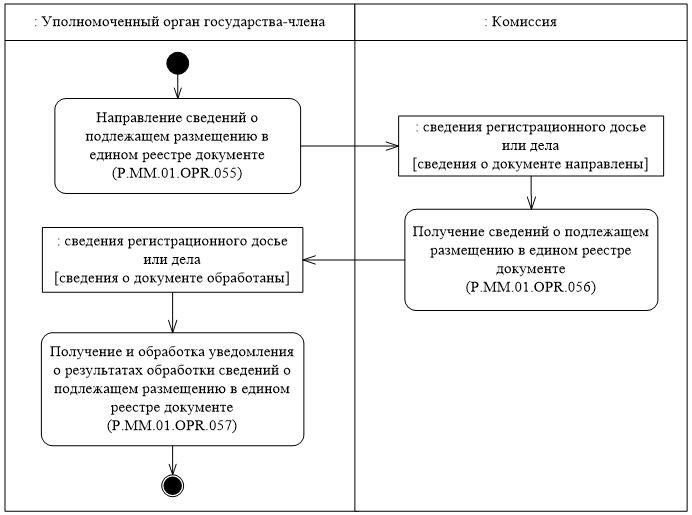 : Уполномоченный орган государства-члена
: Комиссия
Направление сведений о
подлежащем размещению в
едином реестре документе
(P.MM.01.OPR.055)
: сведения регистрационного досье
или дела
[сведения о документе направлены]
Получение сведений о подлежащем
размещению в едином реестре
документе
(P.MM.01.OPR.056)
: сведения регистрационного досье
или дела
[сведения о документе обработаны]
Получение и обработка уведомления
о результатах обработки сведений о
подлежащем размещению в едином
реестре документе
(P.MM.01.OPR.057)